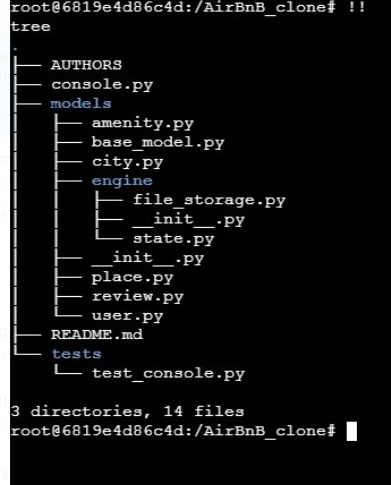 root@6819e4d86c4d:/AirBnB_clone# !!
tree
.
├── AUTHORS
├── console.py
├── models
│   ├── amenity.py
│   ├── base_model.py
│   ├── city.py
│   ├── engine
│   │   ├── file_storage.py
│   │   ├── __init__.py
│   │   └── state.py
│   ├── __init__.py
│   ├── place.py
│   ├── review.py
│   └── user.py
├── README.md
└── tests
    └── test_console.py

3 directories, 14 files
root@6819e4d86c4d:/AirBnB_clone#